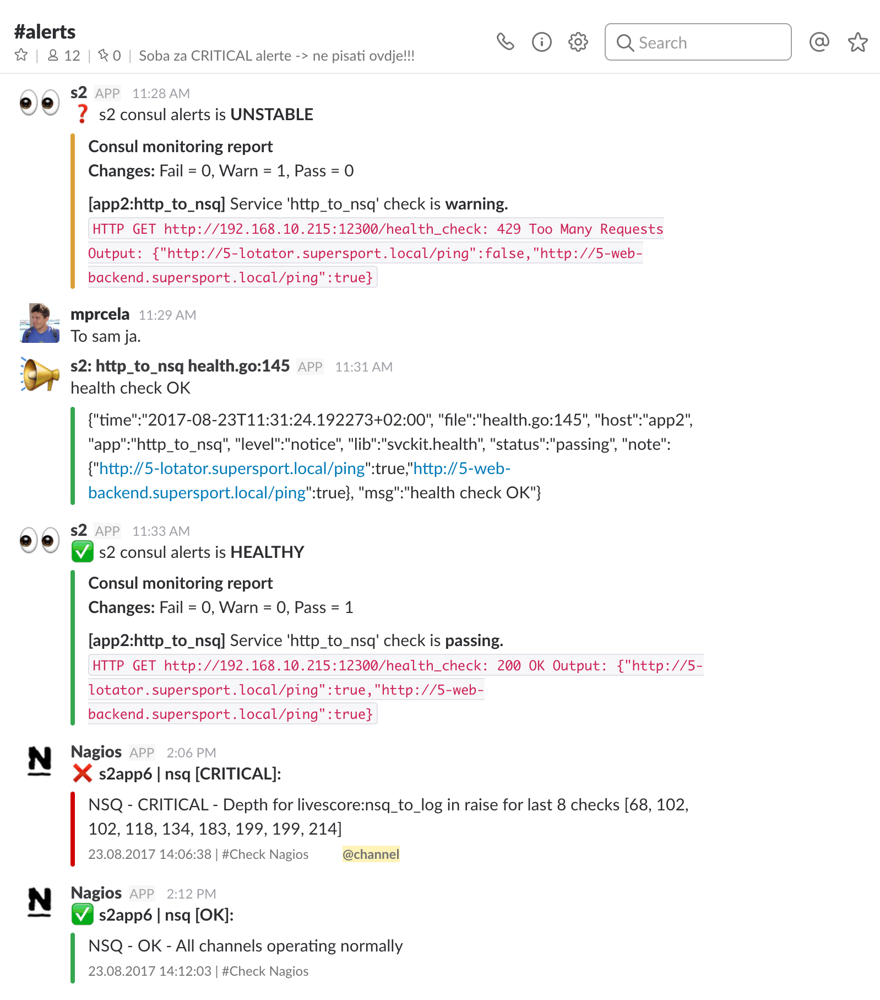 #alerts
12 | 0 | Soba za CRITICAL alerte -> ne pisati ovdje!!!
Search
s2 APP 11:28 AM
s2 consul alerts is UNSTABLE
Consul monitoring report
Changes: Fail = 0, Warn = 1, Pass = 0
[app2:http_to_nsq] Service 'http_to_nsq' check is warning.
HTTP GET http://192.168.10.215:12300/health_check: 429 Too Many Requests
Output: {"http://5-lotator.supersport.local/ping":false,"http://5-web-
backend.supersport.local/ping":true}
mprcela 11:29 AM
To sam ja.
s2: http_to_nsq health.go:145 APP 11:31 AM
health check OK
{"time":"2017-08-23T11:31:24.192273+02:00", "file":"health.go:145", "host":"app2",
"app":"http_to_nsq", "level":"notice", "lib":"svckit.health", "status":"passing", "note":
{"http://5-lotator.supersport.local/ping":true,"http://5-web-
backend.supersport.local/ping":true}, "msg":"health check OK"}
s2 APP 11:33 AM
s2 consul alerts is HEALTHY
Consul monitoring report
Changes: Fail = 0, Warn = 0, Pass = 1
[app2:http_to_nsq] Service 'http_to_nsq' check is passing.
HTTP GET http://192.168.10.215:12300/health_check: 200 OK Output: {"http://5-
lotator.supersport.local/ping":true,"http://5-web-
backend.supersport.local/ping":true}
N
Nagios APP 2:06 PM
s2app6 | nsq [CRITICAL]:
NSQ - CRITICAL - Depth for livescore:nsq_to_log in raise for last 8 checks [68, 102,
102, 118, 134, 183, 199, 199, 214]
23.08.2017 14:06:38 | #Check Nagios @channel
N
Nagios APP 2:12 PM
s2app6 | nsq [OK]:
NSQ - OK - All channels operating normally
23.08.2017 14:12:03 | #Check Nagios